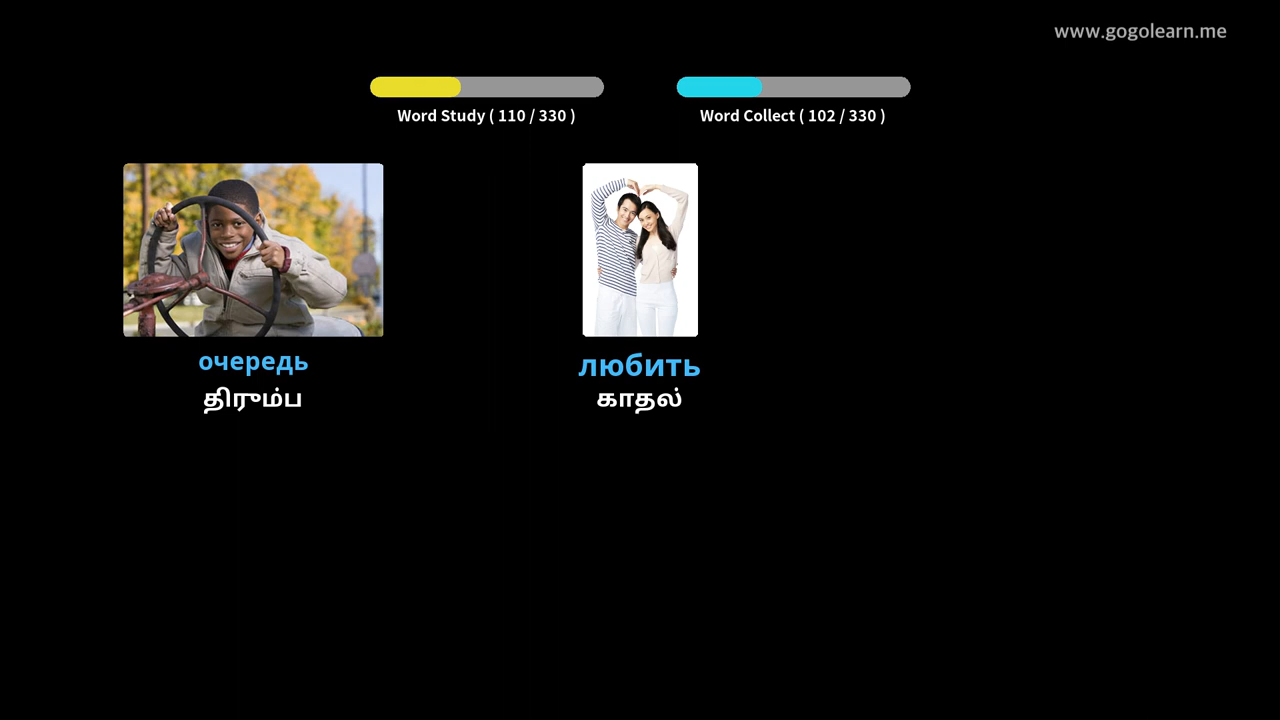 www.gogolearn.me
Word Study ( 110 / 330 )
Word Collect ( 102 / 330 )
очередь
திரும்ப
любить
காதல்